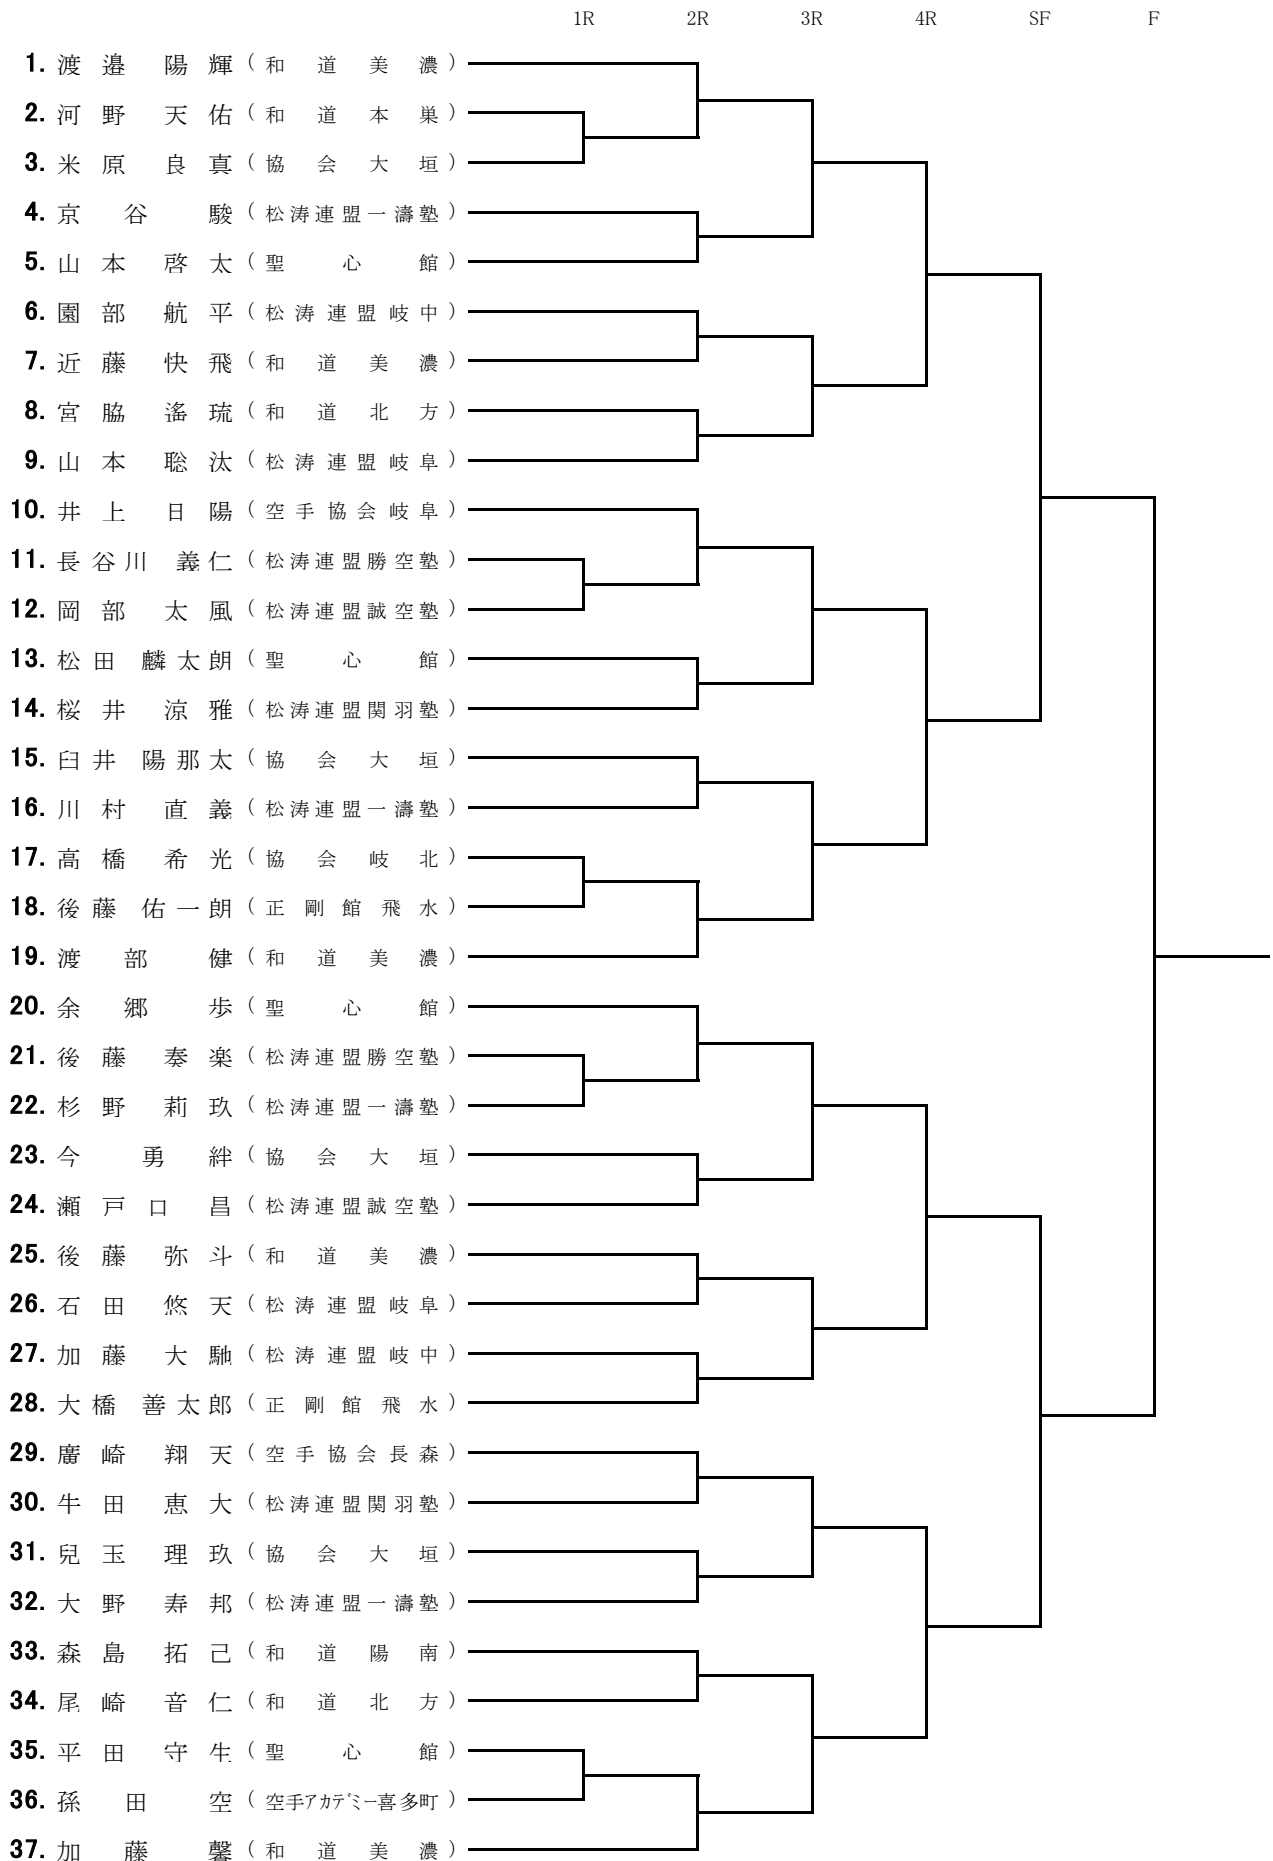 1R 2R 3R 4R SF F
1. 渡邉 陽輝 (和道美濃)
2. 河野 天佑 (和道本巣)
3. 米原 良真 (協会大垣)
4. 京谷 駿 (松涛連盟一濤塾)
5. 山本 啓太 (聖心館)
6. 園部 航平 (松涛連盟岐中)
7. 近藤 快飛 (和道美濃)
8. 宮脇 遙琉 (和道北方)
9. 山本 聡汰 (松涛連盟岐阜)
10. 井上 日陽 (空手協会岐阜)
11. 長谷川 義仁 (松涛連盟勝空塾)
12. 岡部 太風 (松涛連盟誠空塾)
13. 松田 麟太朗 (聖心館)
14. 桜井 涼雅 (松涛連盟関羽塾)
15. 臼井 陽那太 (協会大垣)
16. 川村 直義 (松涛連盟一濤塾)
17. 高橋 希光 (協会岐北)
18. 後藤 佑一朗 (正剛館飛水)
19. 渡部 健 (和道美濃)
20. 余郷 歩 (聖心館)
21. 後藤 奏楽 (松涛連盟勝空塾)
22. 杉野 莉玖 (松涛連盟一濤塾)
23. 今 勇絆 (協会大垣)
24. 瀬戸口 昌 (松涛連盟誠空塾)
25. 後藤 弥斗 (和道美濃)
26. 石田 悠天 (松涛連盟岐阜)
27. 加藤 大馳 (松涛連盟岐中)
28. 大橋 善太郎 (正剛館飛水)
29. 廣崎 翔天 (空手協会長森)
30. 牛田 恵大 (松涛連盟関羽塾)
31. 兒玉 理玖 (協会大垣)
32. 大野 寿邦 (松涛連盟一濤塾)
33. 森島 拓己 (和道陽南)
34. 尾崎 音仁 (和道北方)
35. 平田 守生 (聖心館)
36. 孫田 空 (空手ｱｶﾃﾞﾐｰ喜多町)
37. 加藤 馨 (和道美濃)